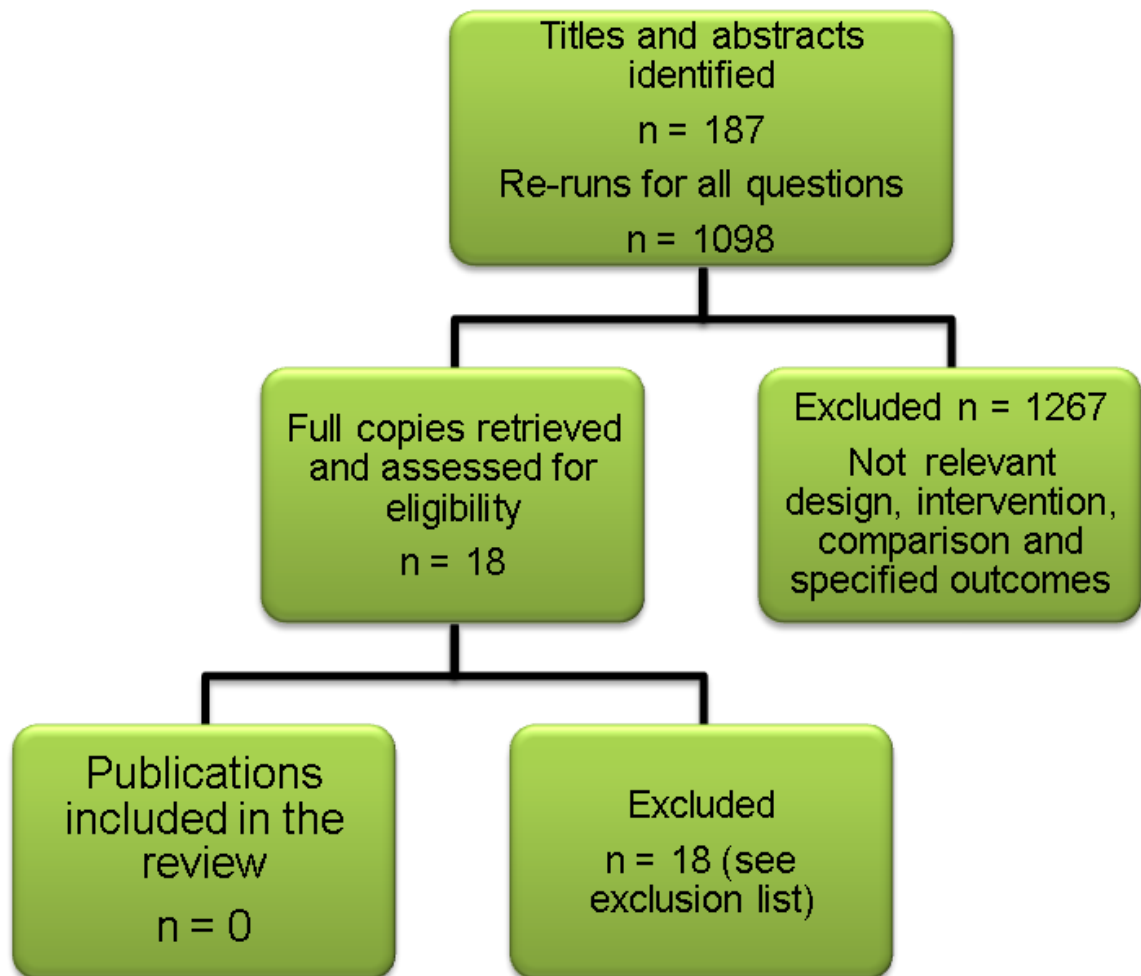 Titles and abstracts
identified
n = 187
Re-runs for all questions
n = 1098
Full copies retrieved
and assessed for
eligibility
n = 18
Excluded n = 1267
Not relevant
design, intervention,
comparison and
specified outcomes
Publications
included in the
review
n = 0
Excluded
n = 18 (see
exclusion list)